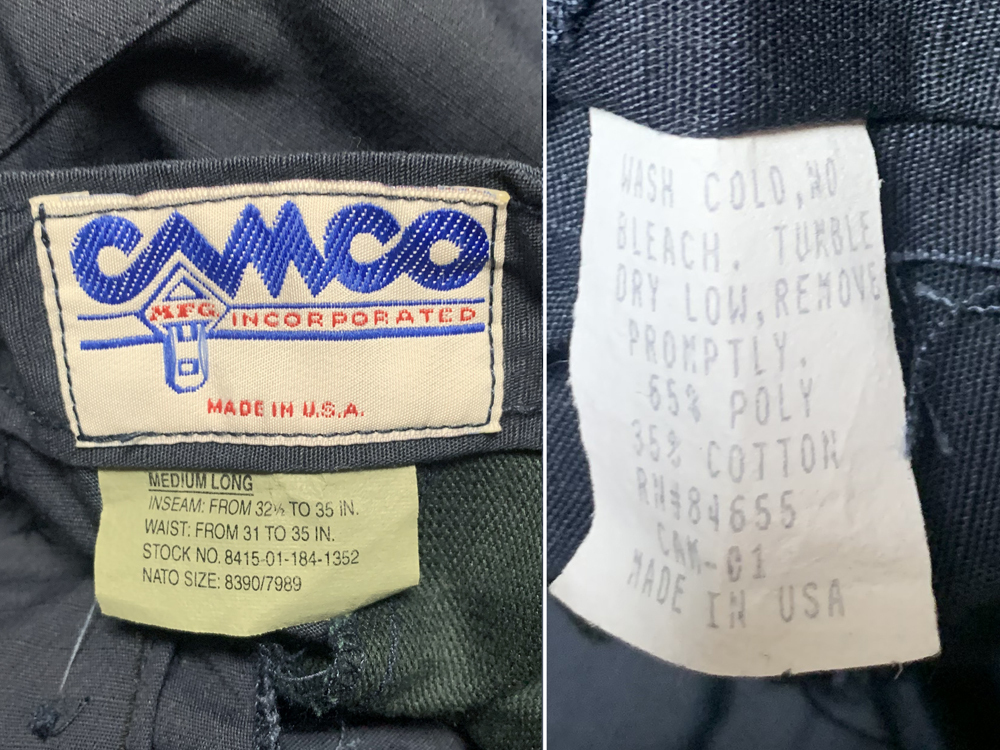 CAMCO
MFG INCORPORATED
MADE IN U.S.A.
MEDIUM LONG
INSEAM: FROM 32½ TO 35 IN.
WAIST: FROM 31 TO 35 IN.
STOCK NO. 8415-01-184-1352
NATO SIZE: 8390/7989
WASH COLD, NO
BLEACH. TUMBLE
DRY LOW, REMOVE
PROMPTLY.
65% POLY
35% COTTON
RN#84655
CAM-01
MADE IN USA